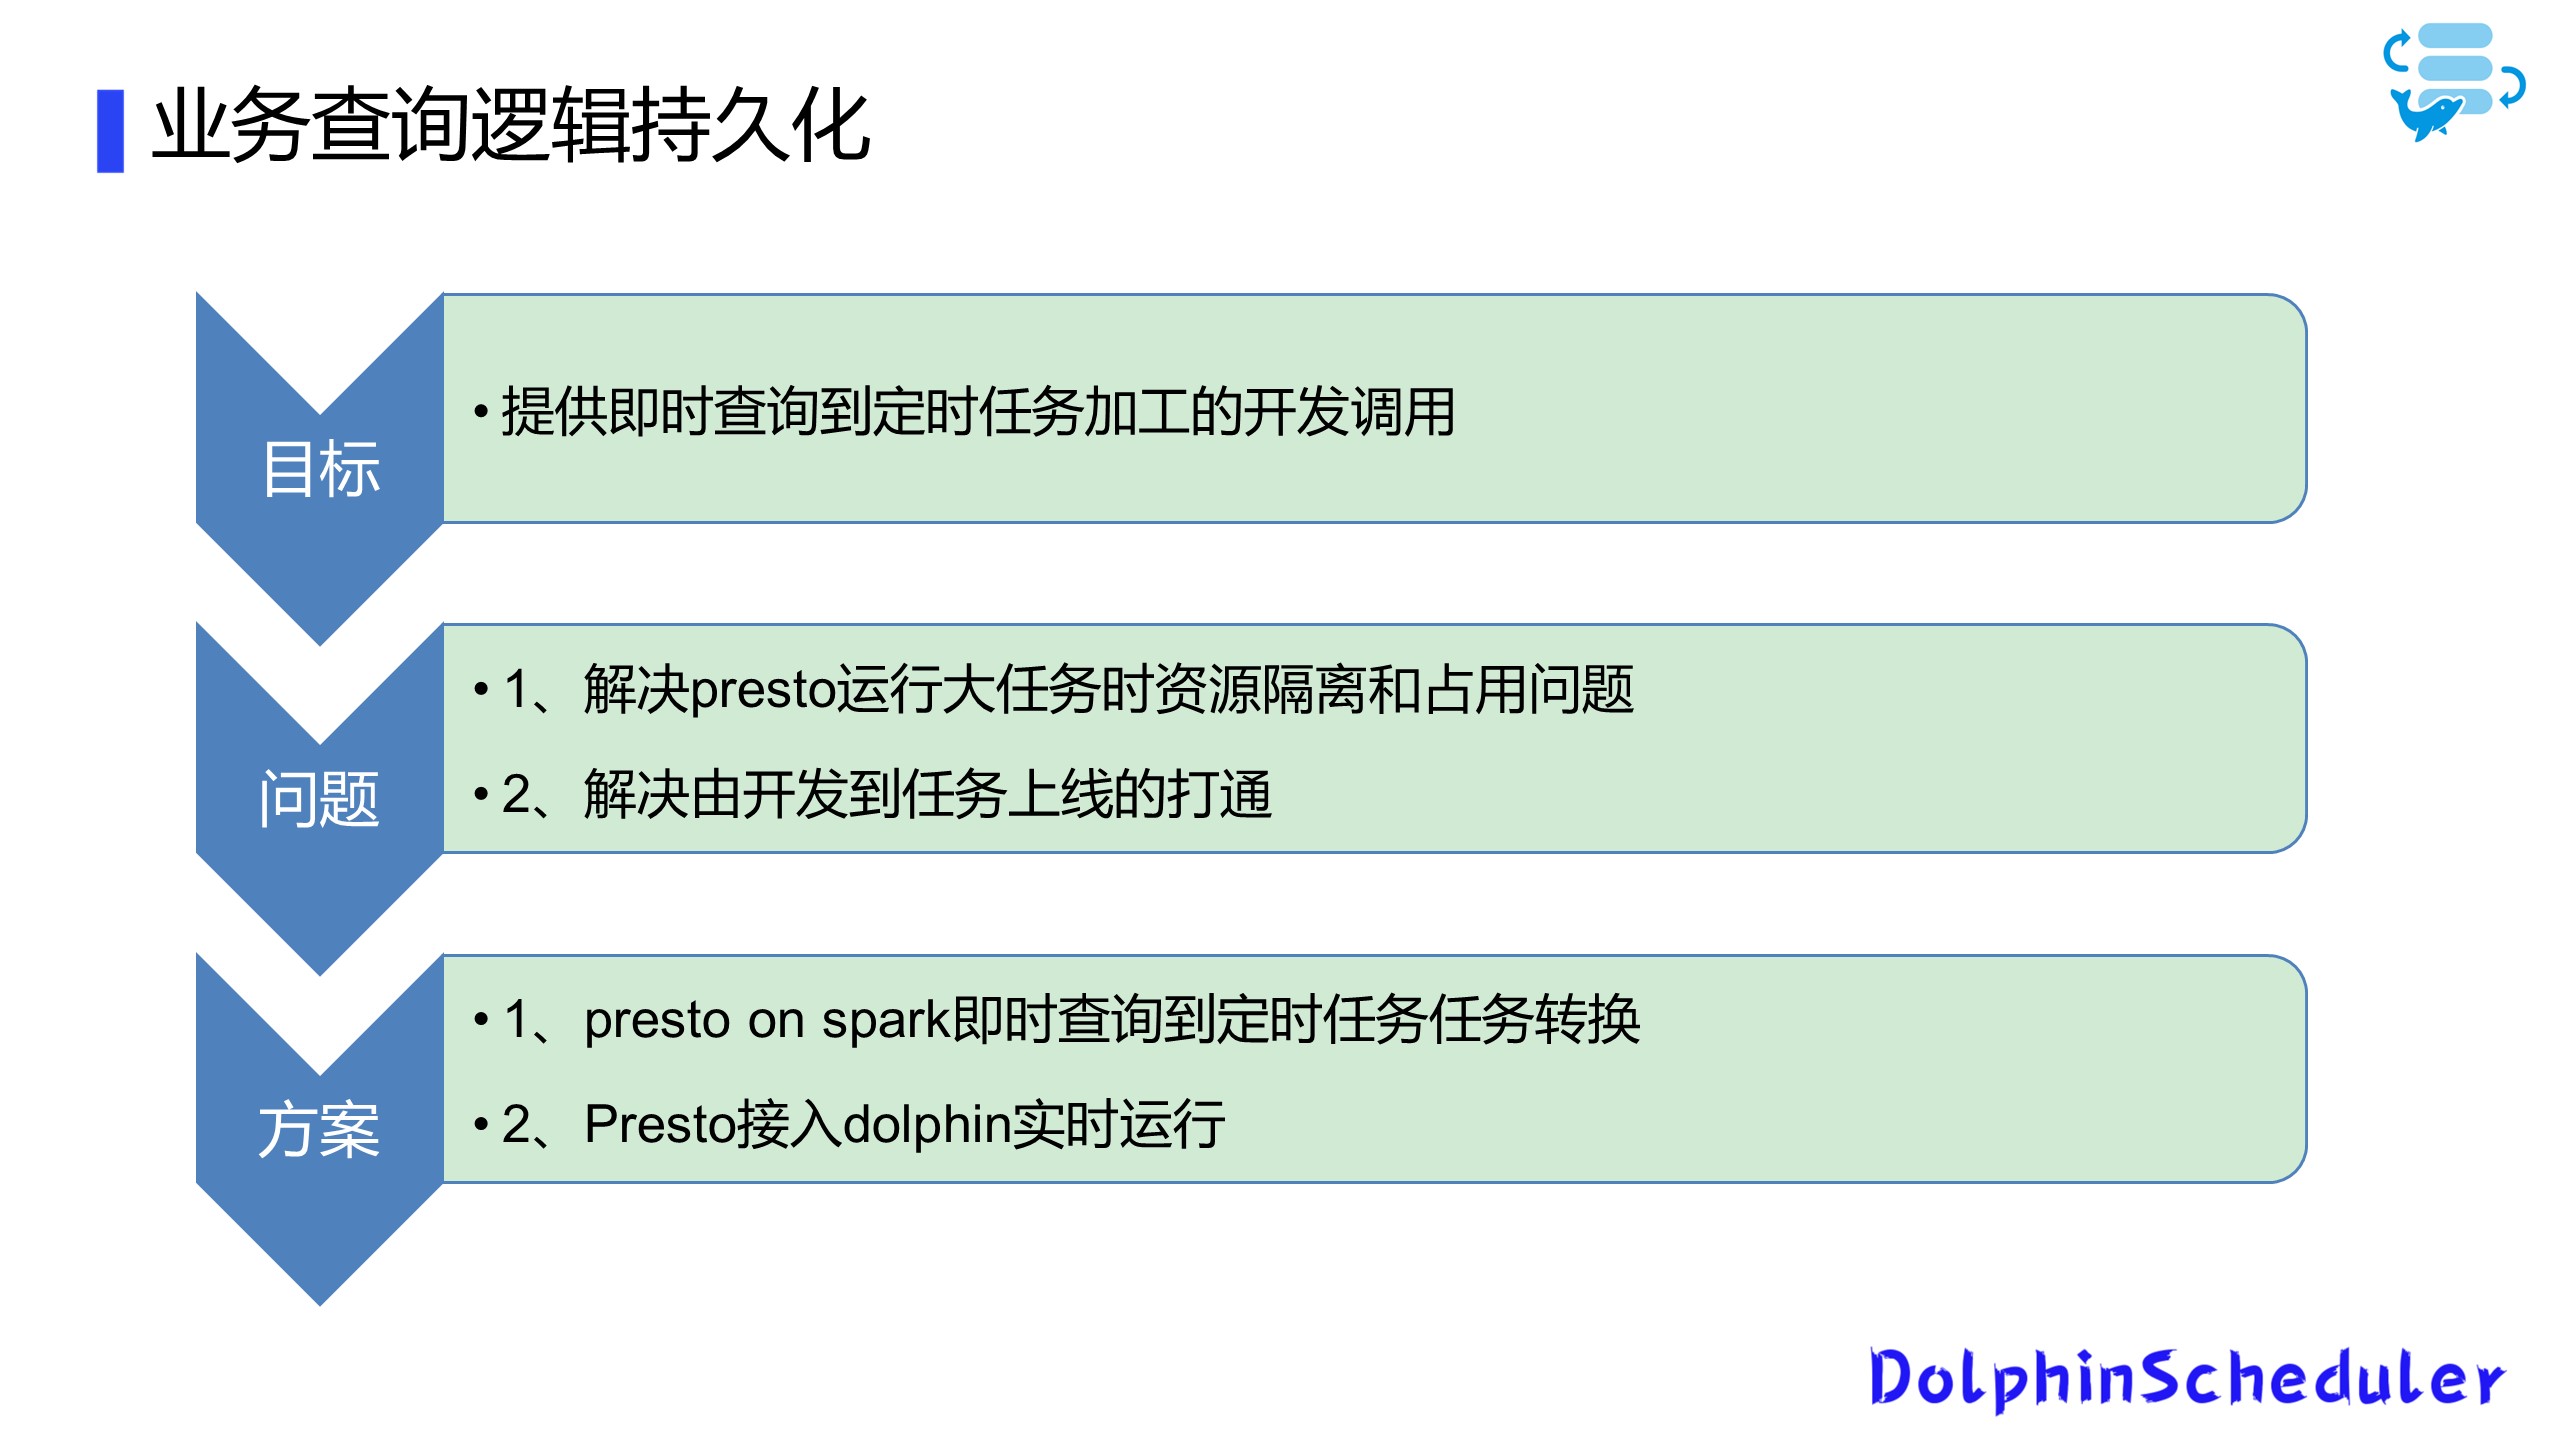 业务查询逻辑持久化
目标
• 提供即时查询到定时任务加工的开发调用
问题
• 1、解决presto运行大任务时资源隔离和占用问题
• 2、解决由开发到任务上线的打通
方案
• 1、presto on spark即时查询到定时任务任务转换
• 2、Presto接入dolphin实时运行
DolphinScheduler